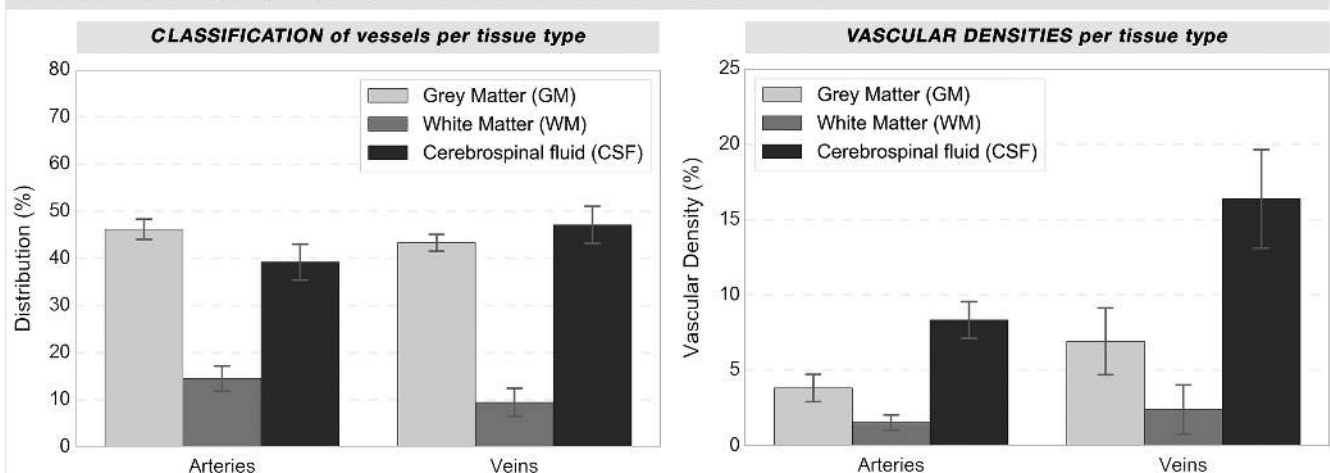 CLASSIFICATION of vessels per tissue type
80
70
60
50
40
30
20
10
0
Distribution (%)
Grey Matter (GM)
White Matter (WM)
Cerebrospinal fluid (CSF)
Arteries
Veins
VASCULAR DENSITIES per tissue type
25
20
15
10
5
0
Vascular Density (%)
Grey Matter (GM)
White Matter (WM)
Cerebrospinal fluid (CSF)
Arteries
Veins